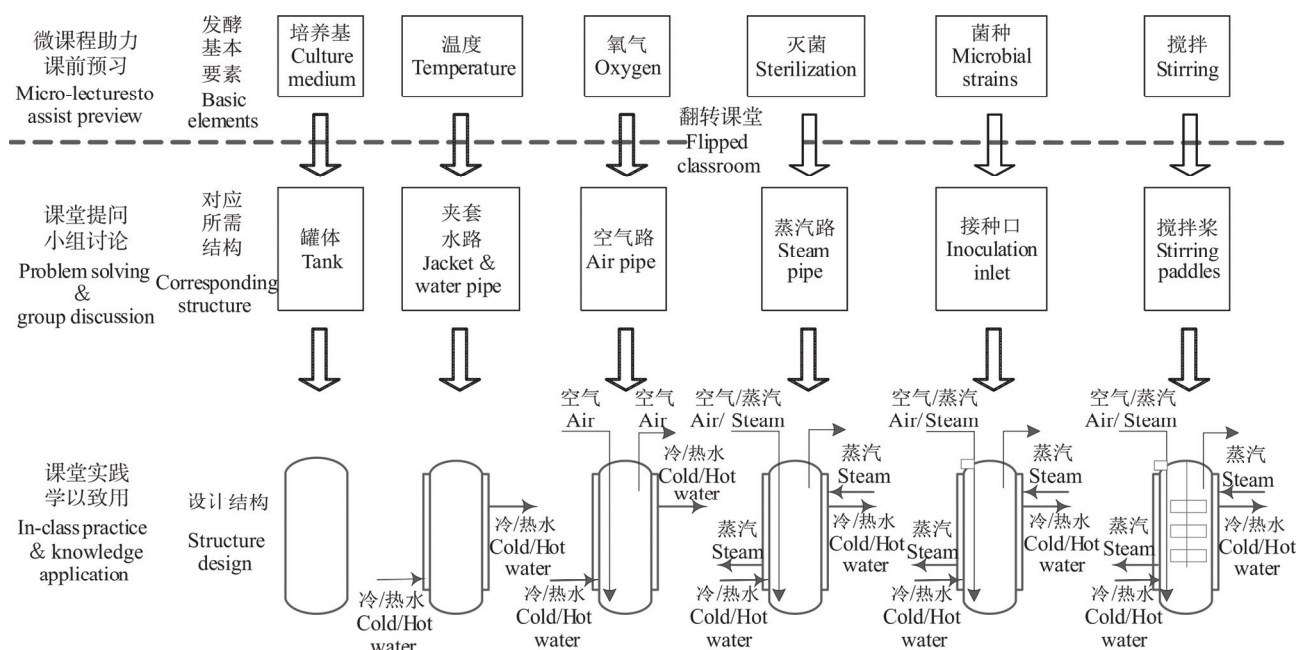 微课程助力
课前预习
Micro-lecturesto
assist preview
发酵
基本
要素
Basic
elements
培养基
Culture
medium
温度
Temperature
氧气
Oxygen
灭菌
Sterilization
菌种
Microbial
strains
搅拌
Stirring
翻转课堂
Flipped
classroom
课堂提问
小组讨论
Problem solving
&
group discussion
对应
所需
结构
Corresponding
structure
罐体
Tank
夹套
水路
Jacket &
water pipe
空气路
Air pipe
蒸汽路
Steam
pipe
接种口
Inoculation
inlet
搅拌桨
Stirring
paddles
课堂实践
学以致用
In-class practice
& knowledge
application
设计结构
Structure
design
冷/热水
Cold/Hot
water
冷/热水
Cold/Hot
water
空气
Air
空气
Air
冷/热水
Cold/Hot
water
冷/热水
Cold/Hot
water
空气/蒸汽
Air/ Steam
蒸汽
Steam
冷/热水
Cold/Hot
water
蒸汽
Steam
冷/热水
Cold/Hot
water
空气/蒸汽
Air/ Steam
蒸汽
Steam
冷/热水
Cold/Hot
water
蒸汽
Steam
冷/热水
Cold/Hot
water
空气/蒸汽
Air/ Steam
蒸汽
Steam
冷/热水
Cold/Hot
water
蒸汽
Steam
冷/热水
Cold/Hot
water